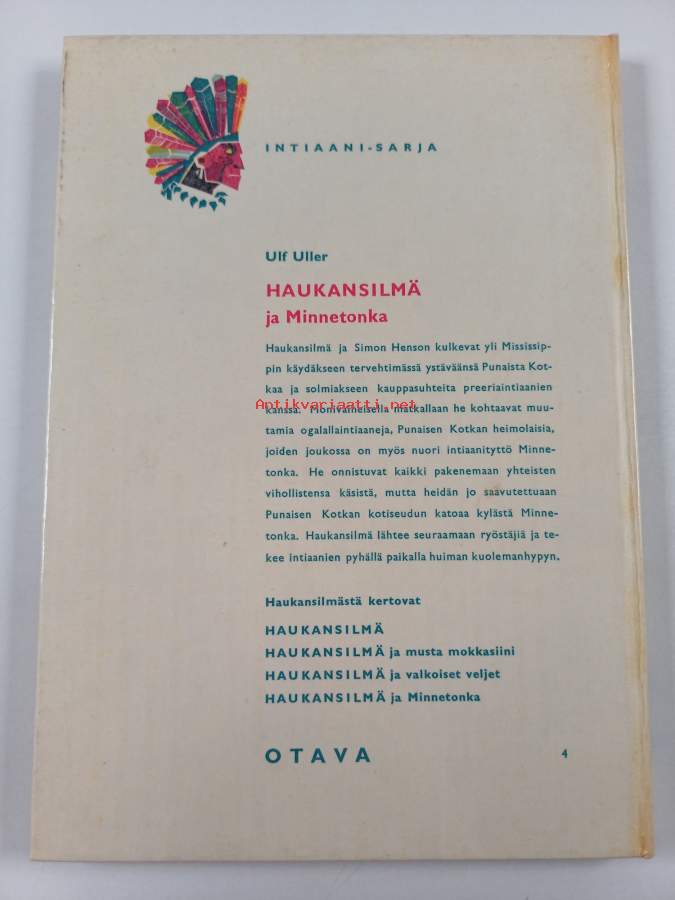 INTIAANI-SARJA
Ulf Uller
HAUKANSILMÄ
ja Minnetonka
Haukansilmä ja Simon Henson kulkevat yli Mississip-
pin käydäkseen tervehtimässä ystäväänsä Punaista Kot-
kaa ja solmiakseen kauppasuhteita preeriaintiaanien
Antikvariaatti.net
kanssa. Monivaiheisella matkallaan he kohtaavat muu-
tamia ogalallaintiaaneja, Punaisen Kotkan heimolaisia,
joiden joukossa on myös nuori intiaanityttö Minne-
tonka. He onnistuvat kaikki pakenemaan yhteisten
vihollistensa käsistä, mutta heidän jo saavutettuaan
Punaisen Kotkan kotiseudun katoaa kylästä Minne-
tonka. Haukansilmä lähtee seuraamaan ryöstäjiä ja te-
kee intiaanien pyhällä paikalla huiman kuolemanhypyn.
Haukansilmästä kertovat
HAUKANSILMÄ
HAUKANSILMÄ ja musta mokkasiini
HAUKANSILMÄ ja valkoiset veljet
HAUKANSILMÄ ja Minnetonka
OTAVA 4